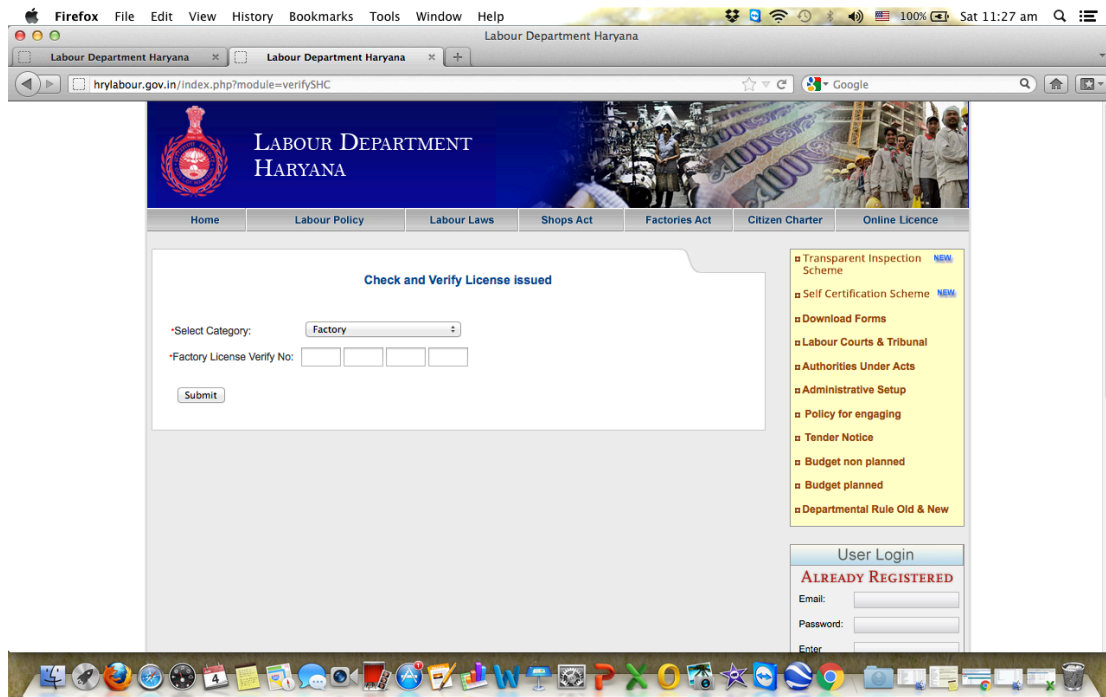 Firefox File Edit View History Bookmarks Tools Window Help 100% Sat 11:27 am
Labour Department Haryana
Labour Department Haryana Labour Department Haryana
hrylabour.gov.in/index.php?module=verifySHC Google
LABOUR DEPARTMENT
HARYANA
Home Labour Policy Labour Laws Shops Act Factories Act Citizen Charter Online Licence
Check and Verify License issued
*Select Category: Factory
*Factory License Verify No:
Submit
Transparent Inspection Scheme NEW
Self Certification Scheme NEW
Download Forms
Labour Courts & Tribunal
Authorities Under Acts
Administrative Setup
Policy for engaging
Tender Notice
Budget non planned
Budget planned
Departmental Rule Old & New
User Login
ALREADY REGISTERED
Email:
Password:
Enter